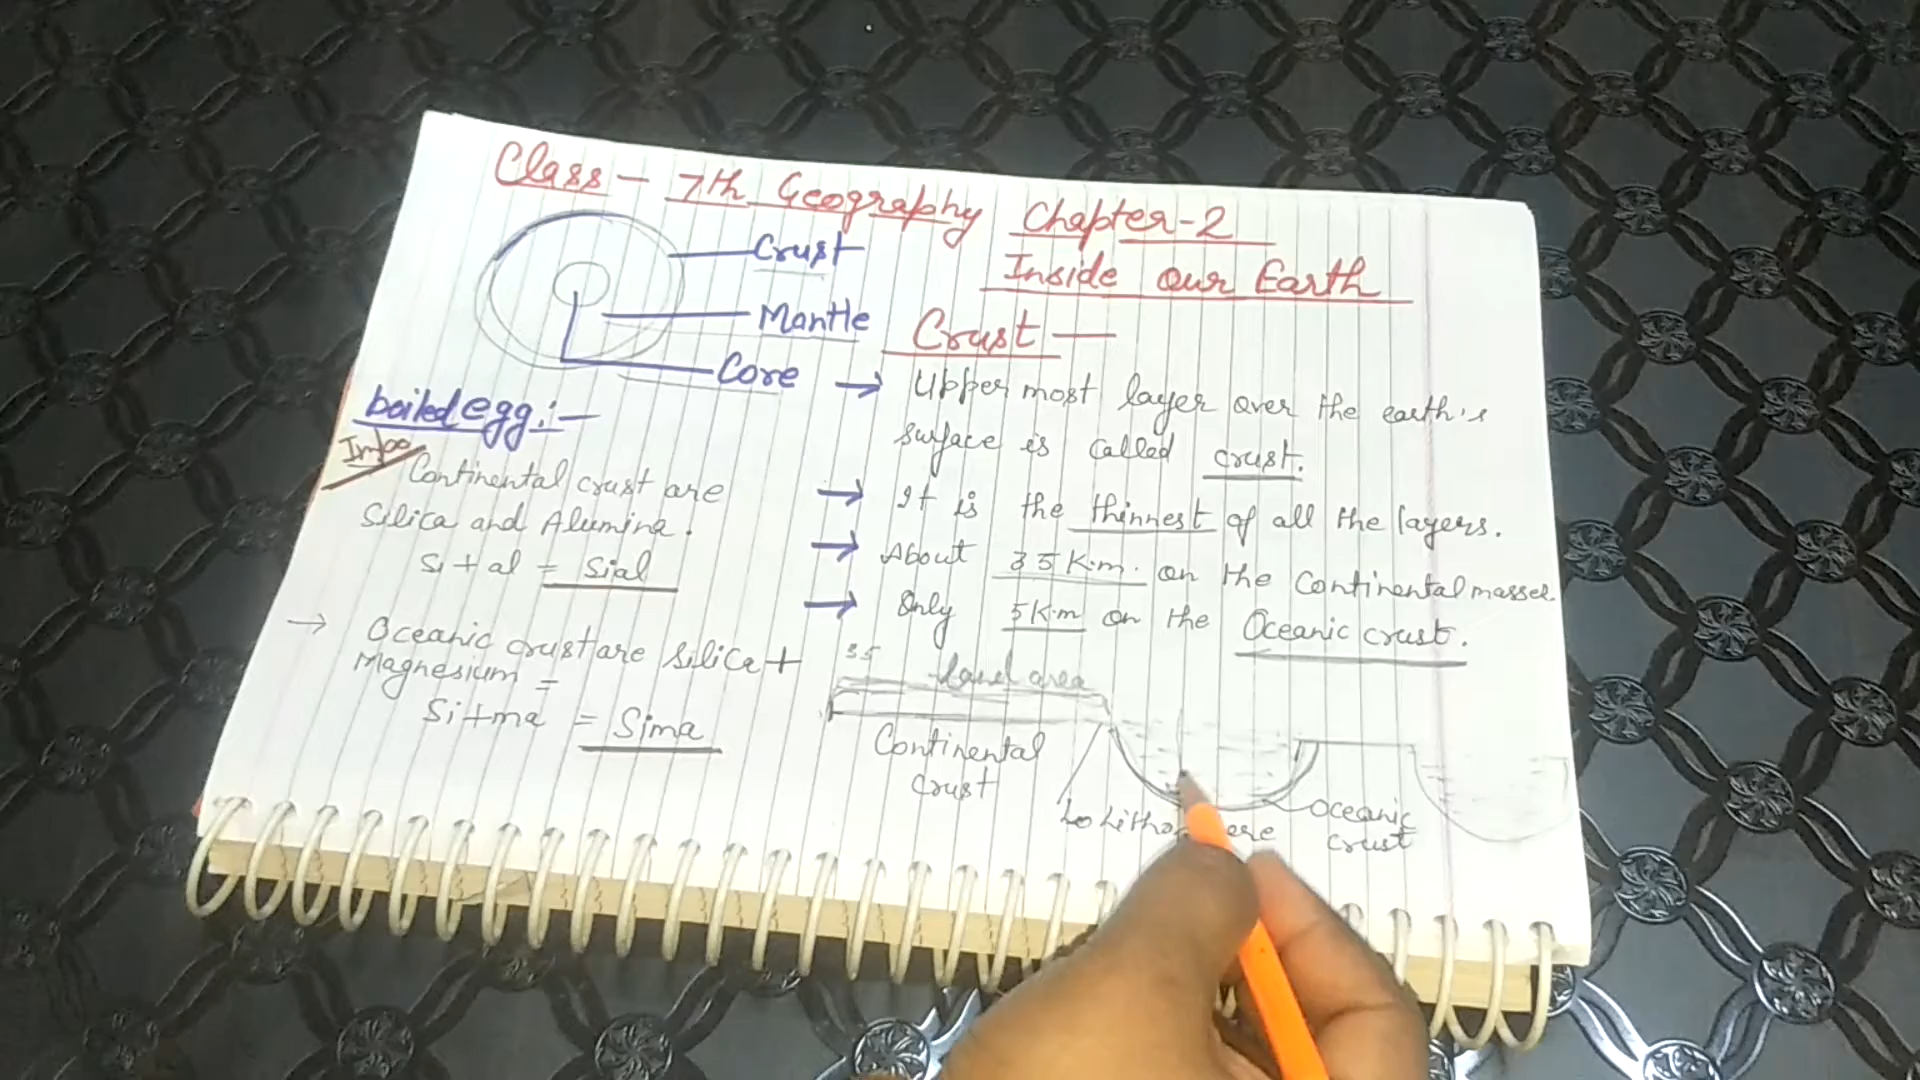 Class - 7th Geography Chapter-2
Inside our Earth
Crust
Mantle
Core
boiled egg:-
Impo
Continental crust are
Silica and Alumina.
Si + al = Sial
→ Oceanic crust are Silica +
Magnesium =
Si + ma = Sima
Crust —
→ Upper most layer over the earth's
surface is called crust.
→ It is the thinnest of all the layers.
→ About 35 K.m. on the Continental masses
→ Only 5 K.m on the Oceanic crust.
35
land area
Continental
Crust
Oceanic
crust